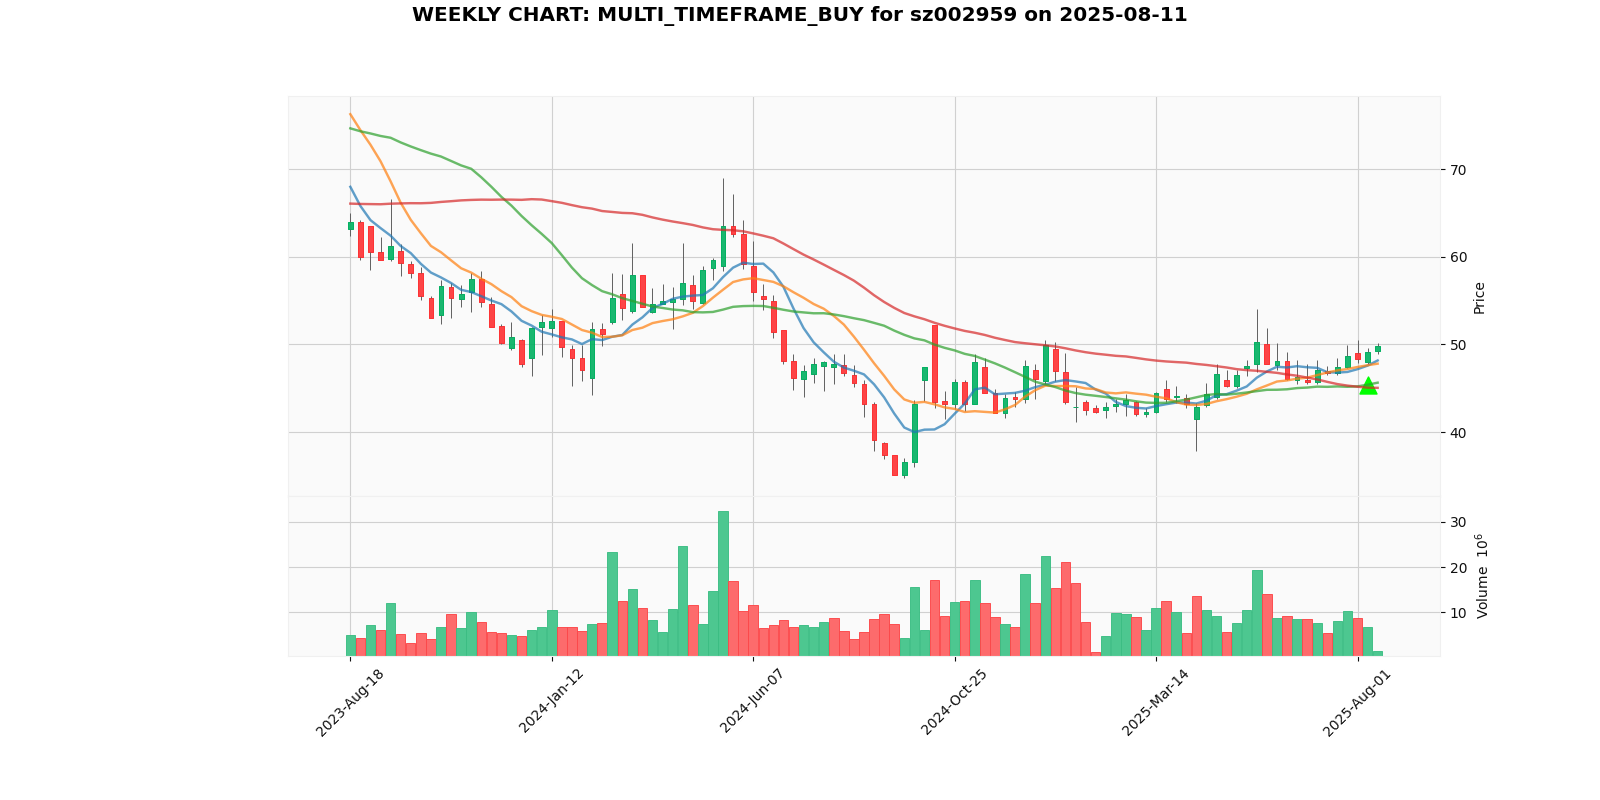 WEEKLY CHART: MULTI_TIMEFRAME_BUY for sz002959 on 2025-08-11
70
60
50
40
Price
30
20
10
Volume 10^6
2023-Aug-18
2024-Jan-12
2024-Jun-07
2024-Oct-25
2025-Mar-14
2025-Aug-01